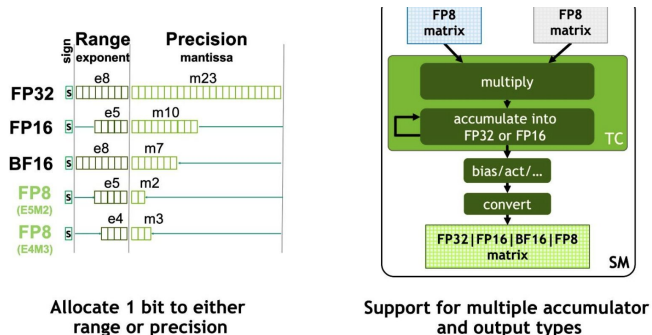 Range
Precision
sign
exponent
mantissa
e8
m23
FP32
S
e5
m10
FP16
S
e8
m7
BF16
S
e5
m2
FP8
(E5M2)
S
e4
m3
FP8
(E4M3)
S
Allocate 1 bit to either
range or precision
FP8
matrix
FP8
matrix
multiply
accumulate into
FP32 or FP16
TC
bias/act/...
convert
FP32|FP16|BF16|FP8
matrix
SM
Support for multiple accumulator
and output types